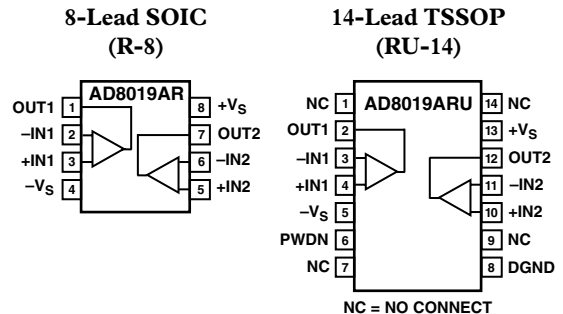 8-Lead SOIC
(R-8)
AD8019AR
OUT1 1
–IN1 2
+IN1 3
–VS 4
8 +VS
7 OUT2
6 –IN2
5 +IN2
14-Lead TSSOP
(RU-14)
AD8019ARU
NC 1
OUT1 2
–IN1 3
+IN1 4
–VS 5
PWDN 6
NC 7
14 NC
13 +VS
12 OUT2
11 –IN2
10 +IN2
9 NC
8 DGND
NC = NO CONNECT